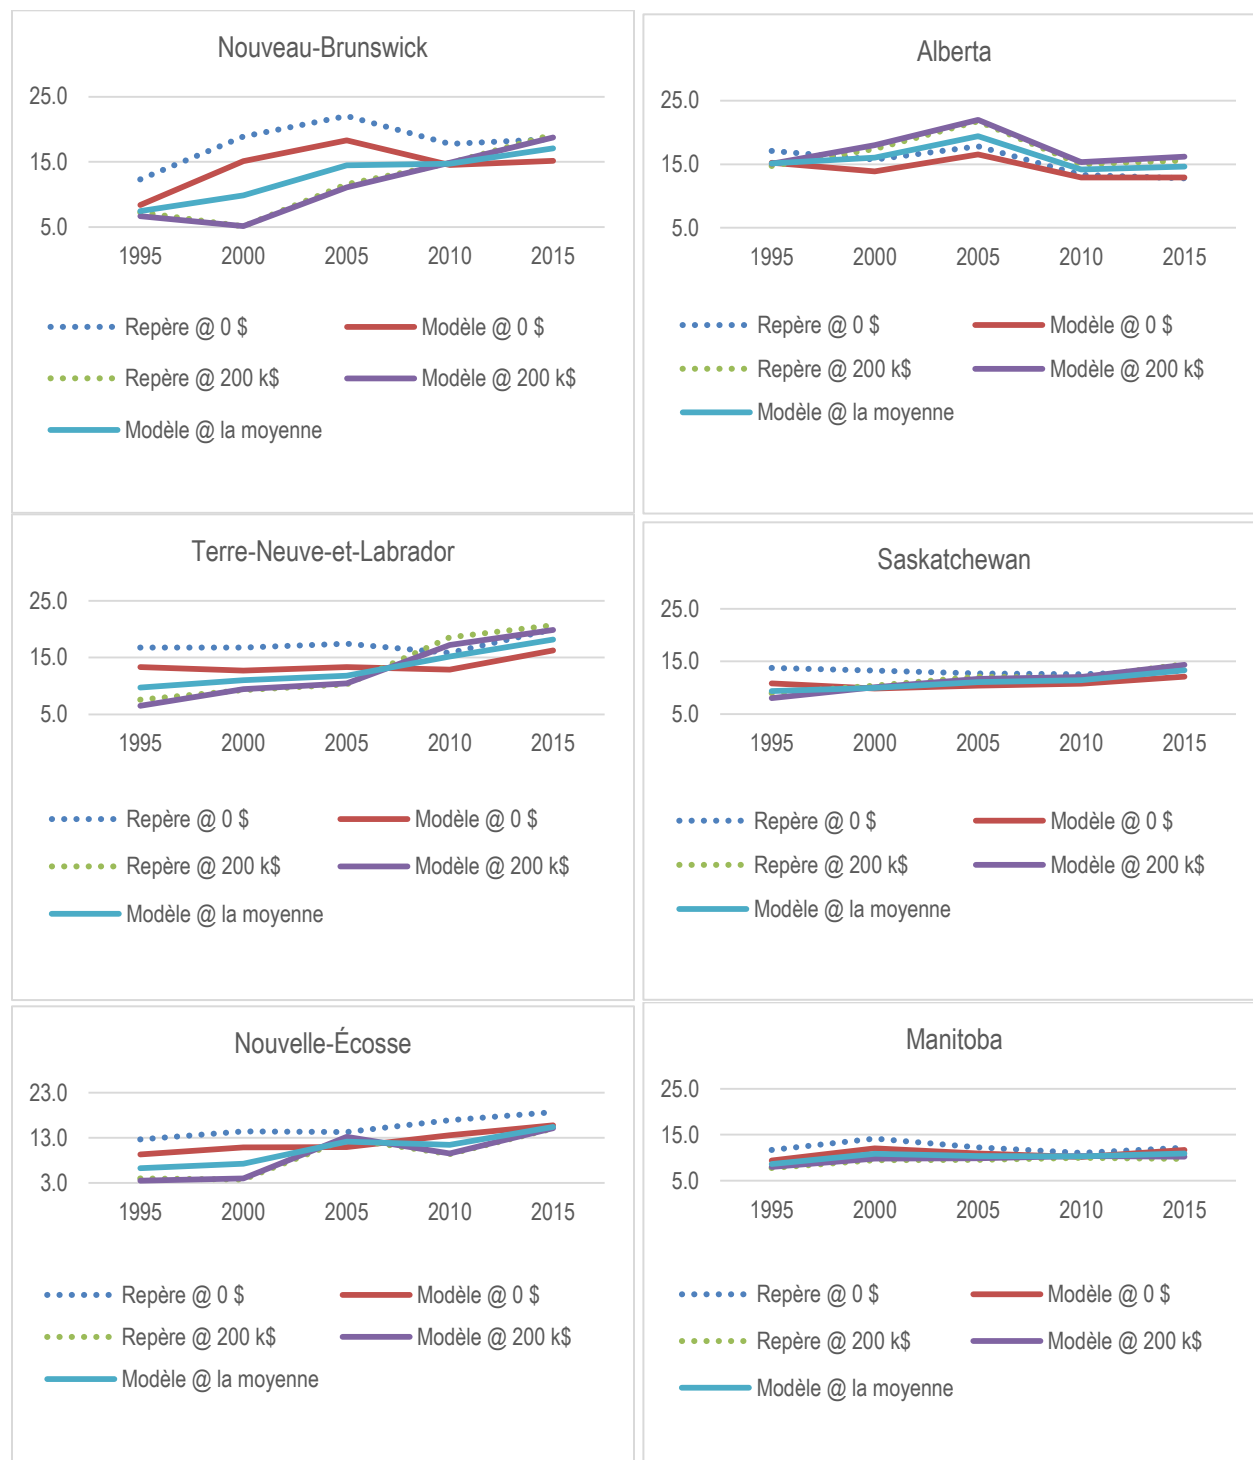 Nouveau-Brunswick
25.0
15.0
5.0
1995 2000 2005 2010 2015
Repère @ 0 $ Modèle @ 0 $
Repère @ 200 k$ Modèle @ 200 k$
Modèle @ la moyenne
Alberta
25.0
15.0
5.0
1995 2000 2005 2010 2015
Repère @ 0 $ Modèle @ 0 $
Repère @ 200 k$ Modèle @ 200 k$
Modèle @ la moyenne
Terre-Neuve-et-Labrador
25.0
15.0
5.0
1995 2000 2005 2010 2015
Repère @ 0 $ Modèle @ 0 $
Repère @ 200 k$ Modèle @ 200 k$
Modèle @ la moyenne
Saskatchewan
25.0
15.0
5.0
1995 2000 2005 2010 2015
Repère @ 0 $ Modèle @ 0 $
Repère @ 200 k$ Modèle @ 200 k$
Modèle @ la moyenne
Nouvelle-Écosse
23.0
13.0
3.0
1995 2000 2005 2010 2015
Repère @ 0 $ Modèle @ 0 $
Repère @ 200 k$ Modèle @ 200 k$
Modèle @ la moyenne
Manitoba
25.0
15.0
5.0
1995 2000 2005 2010 2015
Repère @ 0 $ Modèle @ 0 $
Repère @ 200 k$ Modèle @ 200 k$
Modèle @ la moyenne